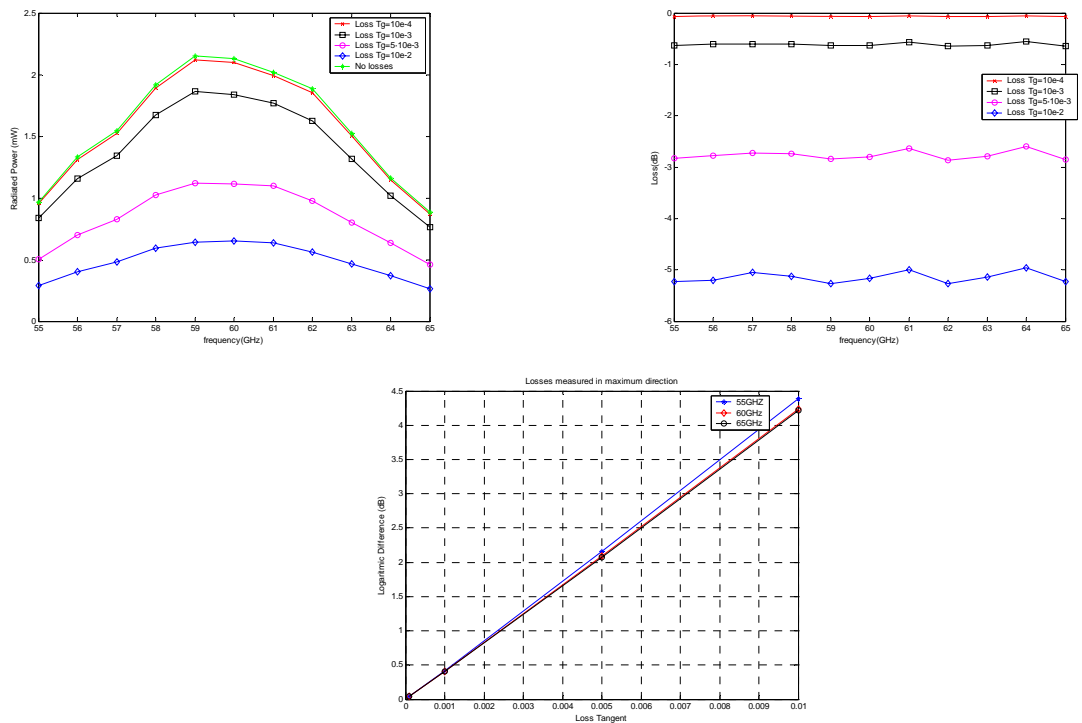 2.5
2
1.5
1
0.5
0
Radiated Power (mW)
Loss Tg=10e-4
Loss Tg=10e-3
Loss Tg=5·10e-3
Loss Tg=10e-2
No losses
55 56 57 58 59 60 61 62 63 64 65
frequency(GHz)
0
-1
-2
-3
-4
-5
-6
Loss(dB)
Loss Tg=10e-4
Loss Tg=10e-3
Loss Tg=5·10e-3
Loss Tg=10e-2
55 56 57 58 59 60 61 62 63 64 65
frequency(GHz)
Losses measured in maximum direction
4.5
4
3.5
3
2.5
2
1.5
1
0.5
0
Logaritmic Difference (dB)
55GHZ
60GHz
65GHz
0 0.001 0.002 0.003 0.004 0.005 0.006 0.007 0.008 0.009 0.01
Loss Tangent